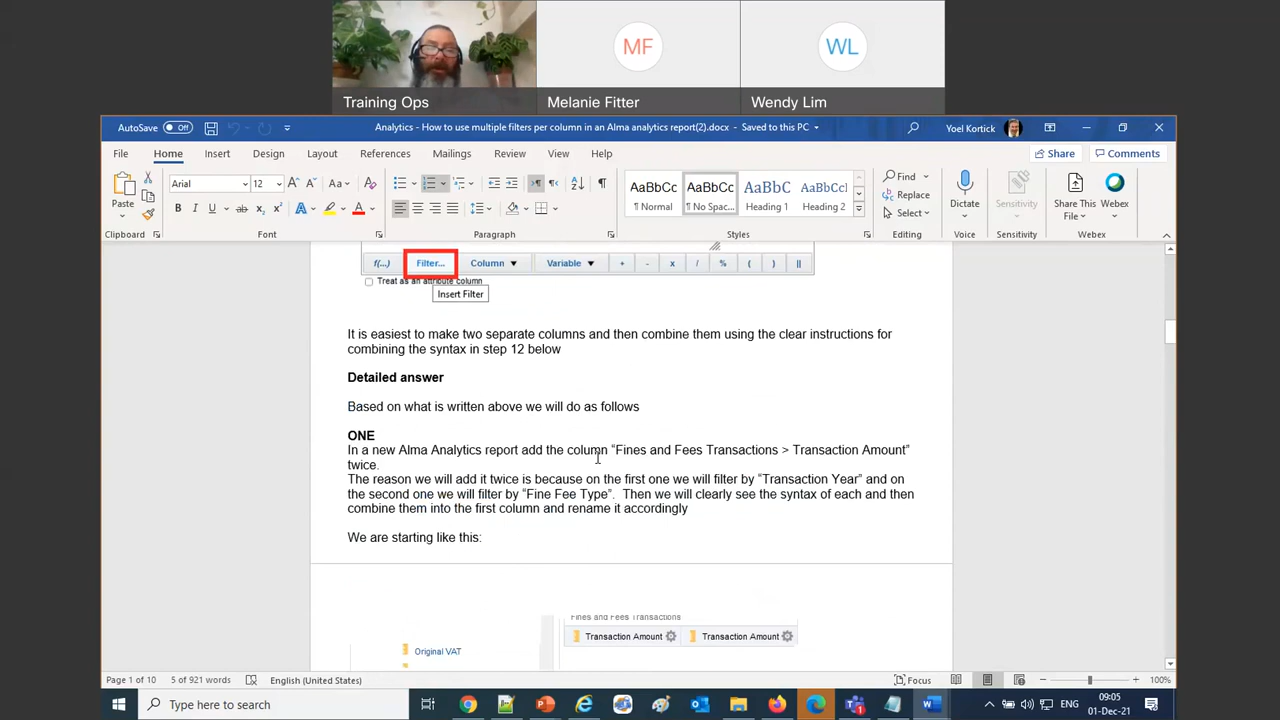 MF
WL
Training Ops
Melanie Fitter
Wendy Lim
AutoSave Off
Analytics - How to use multiple filters per column in an Alma analytics report(2).docx - Saved to this PC
Yoel Kortick
File Home Insert Design Layout References Mailings Review View Help
Share Comments
Paste
Arial 12
Aa
B I U ab x₂ x² A A
Clipboard Font Paragraph
AaBbCc AaBbCc AaBbC AaBbCcI
¶ Normal ¶ No Spac... Heading 1 Heading 2
Styles
Find
Replace
Select
Editing
Dictate
Voice
Sensitivity
Sensitivity
Share This File
Webex
Webex
f(...) Filter... Column Variable + - x / % ( ) ||
Treat as an attribute column
Insert Filter
It is easiest to make two separate columns and then combine them using the clear instructions for
combining the syntax in step 12 below
Detailed answer
Based on what is written above we will do as follows
ONE
In a new Alma Analytics report add the column “Fines and Fees Transactions > Transaction Amount”
twice.
The reason we will add it twice is because on the first one we will filter by “Transaction Year” and on
the second one we will filter by “Fine Fee Type”.  Then we will clearly see the syntax of each and then
combine them into the first column and rename it accordingly
We are starting like this:
Fines and Fees Transactions
Transaction Amount Transaction Amount
Original VAT
Page 1 of 10 5 of 921 words English (United States) Focus 100%
Type here to search
ENG
09:05
01-Dec-21